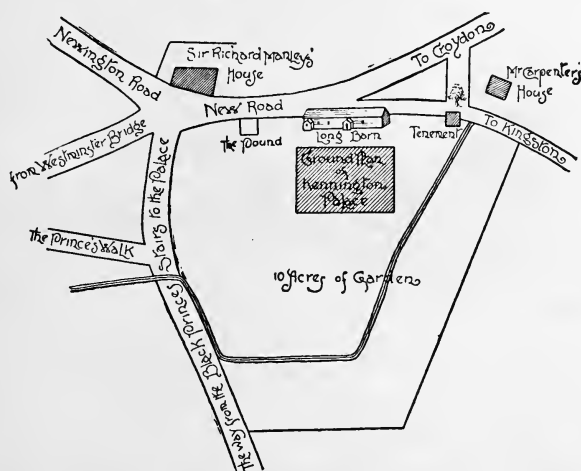 Newington Road
Sir Richard Manleys'
House
To Croydon
Mr Carpenter's
House
New Road
from Westminster Bridge
The Pound
Long Barn
Tenement
To Kingston
Ground Plan
of
Kennington
Palace
The Prince's Walk
10 Acres of Garden
The way from the Black Princes Stairs to the Palace